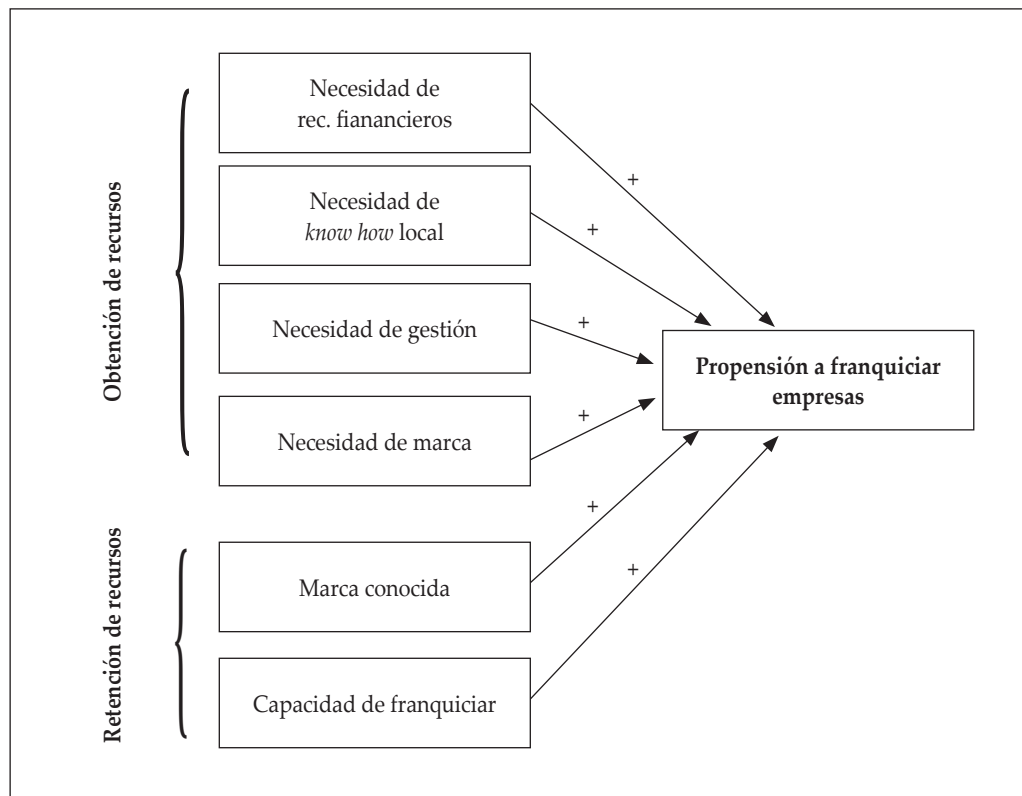 Obtención de recursos
Necesidad de
rec. fianancieros
+
Necesidad de
know how local
+
Necesidad de gestión
+
Necesidad de marca
+
Propensión a franquiciar
empresas
Retención de recursos
Marca conocida
+
Capacidad de franquiciar
+